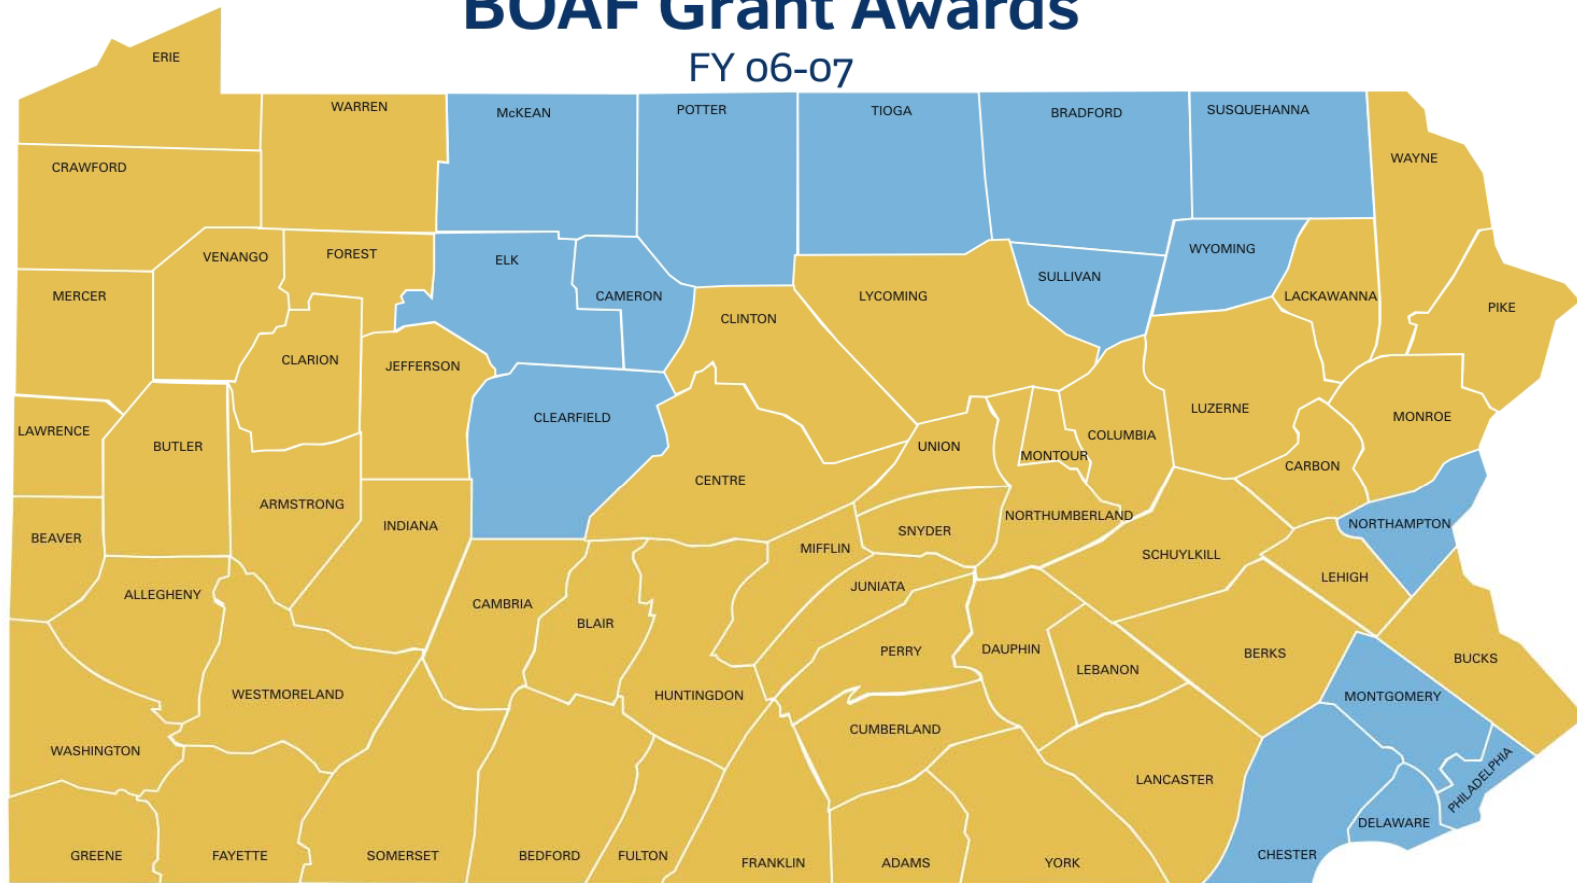 BOAF Grant Awards
FY 06-07
ERIE
WARREN
McKEAN
POTTER
TIOGA
BRADFORD
SUSQUEHANNA
WAYNE
CRAWFORD
VENANGO
FOREST
ELK
CAMERON
SULLIVAN
WYOMING
LACKAWANNA
PIKE
MERCER
CLARION
JEFFERSON
CLINTON
LYCOMING
LAWRENCE
BUTLER
CLEARFIELD
LUZERNE
MONROE
COLUMBIA
UNION
MONTOUR
CARBON
CENTRE
ARMSTRONG
INDIANA
BEAVER
SNYDER
NORTHUMBERLAND
NORTHAMPTON
MIFFLIN
SCHUYLKILL
LEHIGH
JUNIATA
ALLEGHENY
CAMBRIA
BLAIR
PERRY
DAUPHIN
LEBANON
BERKS
BUCKS
WESTMORELAND
HUNTINGDON
MONTGOMERY
CUMBERLAND
WASHINGTON
LANCASTER
PHILADELPHIA
DELAWARE
GREENE
FAYETTE
SOMERSET
BEDFORD
FULTON
FRANKLIN
ADAMS
YORK
CHESTER